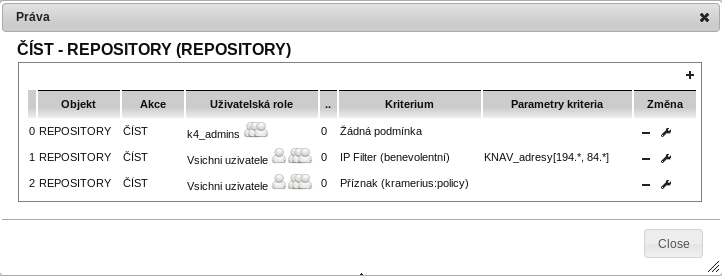 Práva
ČÍST - REPOSITORY (REPOSITORY)
Objekt Akce Uživatelská role .. Kriterium Parametry kriteria Změna
0 REPOSITORY ČÍST k4_admins 0 Žádná podmínka
1 REPOSITORY ČÍST Vsichni uzivatele 0 IP Filter (benevolentní) KNAV_adresy[194.*, 84.*]
2 REPOSITORY ČÍST Vsichni uzivatele 0 Příznak (kramerius:policy)
Close